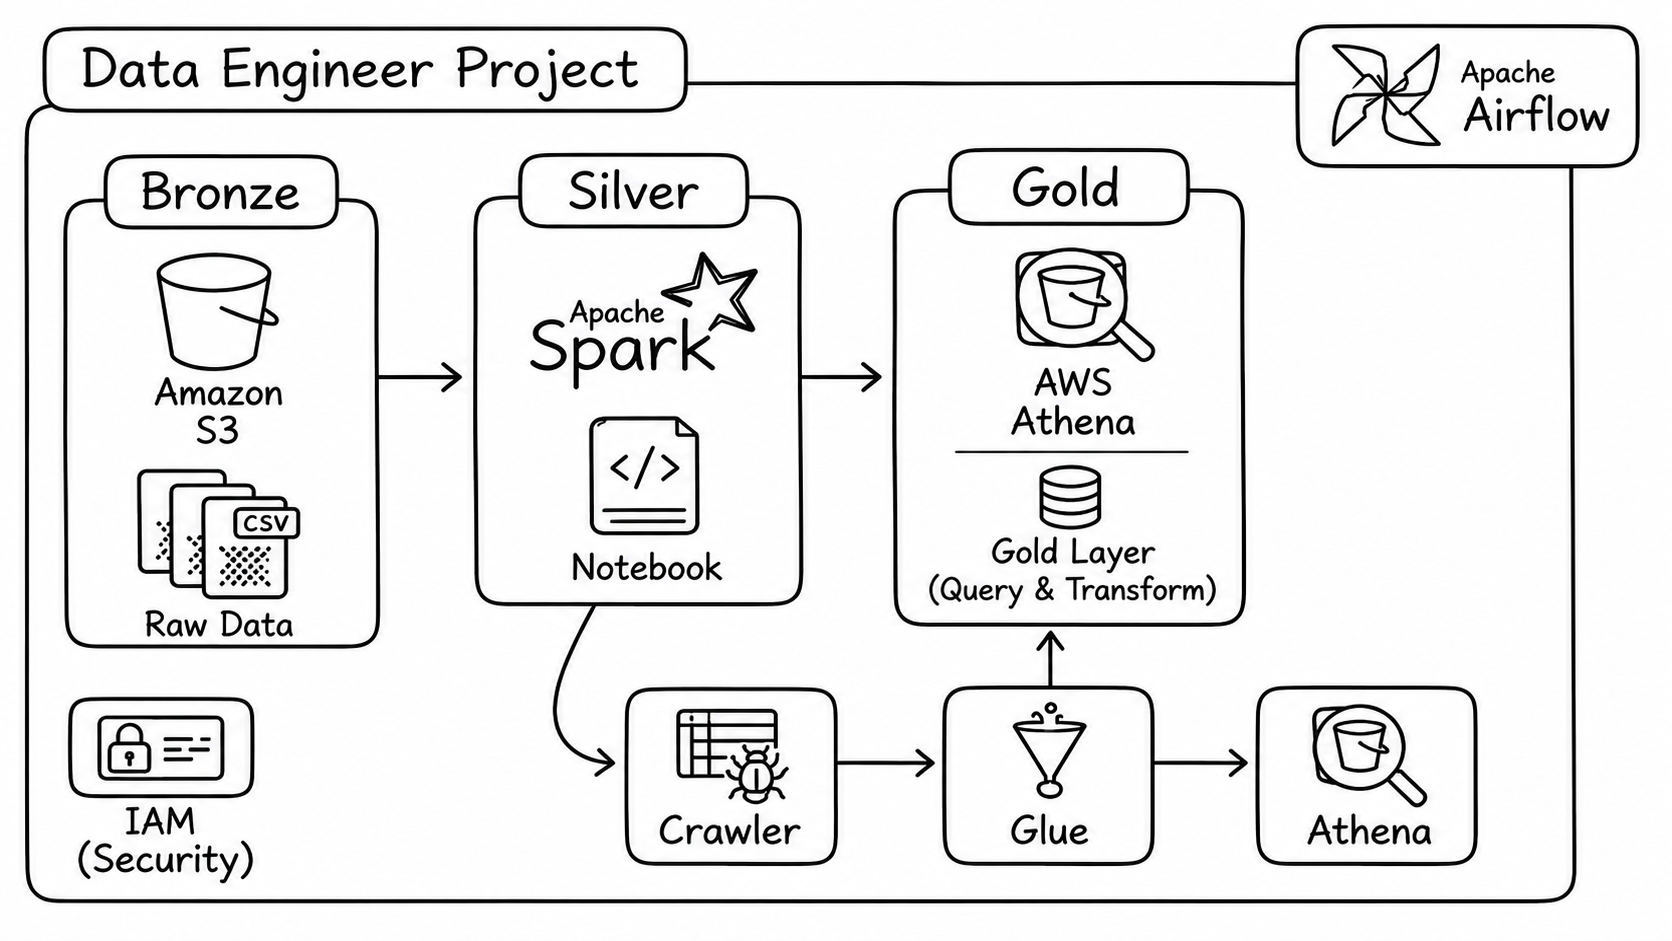 Data Engineer Project
Apache
Airflow
Bronze
Amazon
S3
CSV
Raw Data
Silver
Apache
Spark
</>
Notebook
Gold
AWS
Athena
Gold Layer
(Query & Transform)
IAM
(Security)
Crawler
Glue
Athena